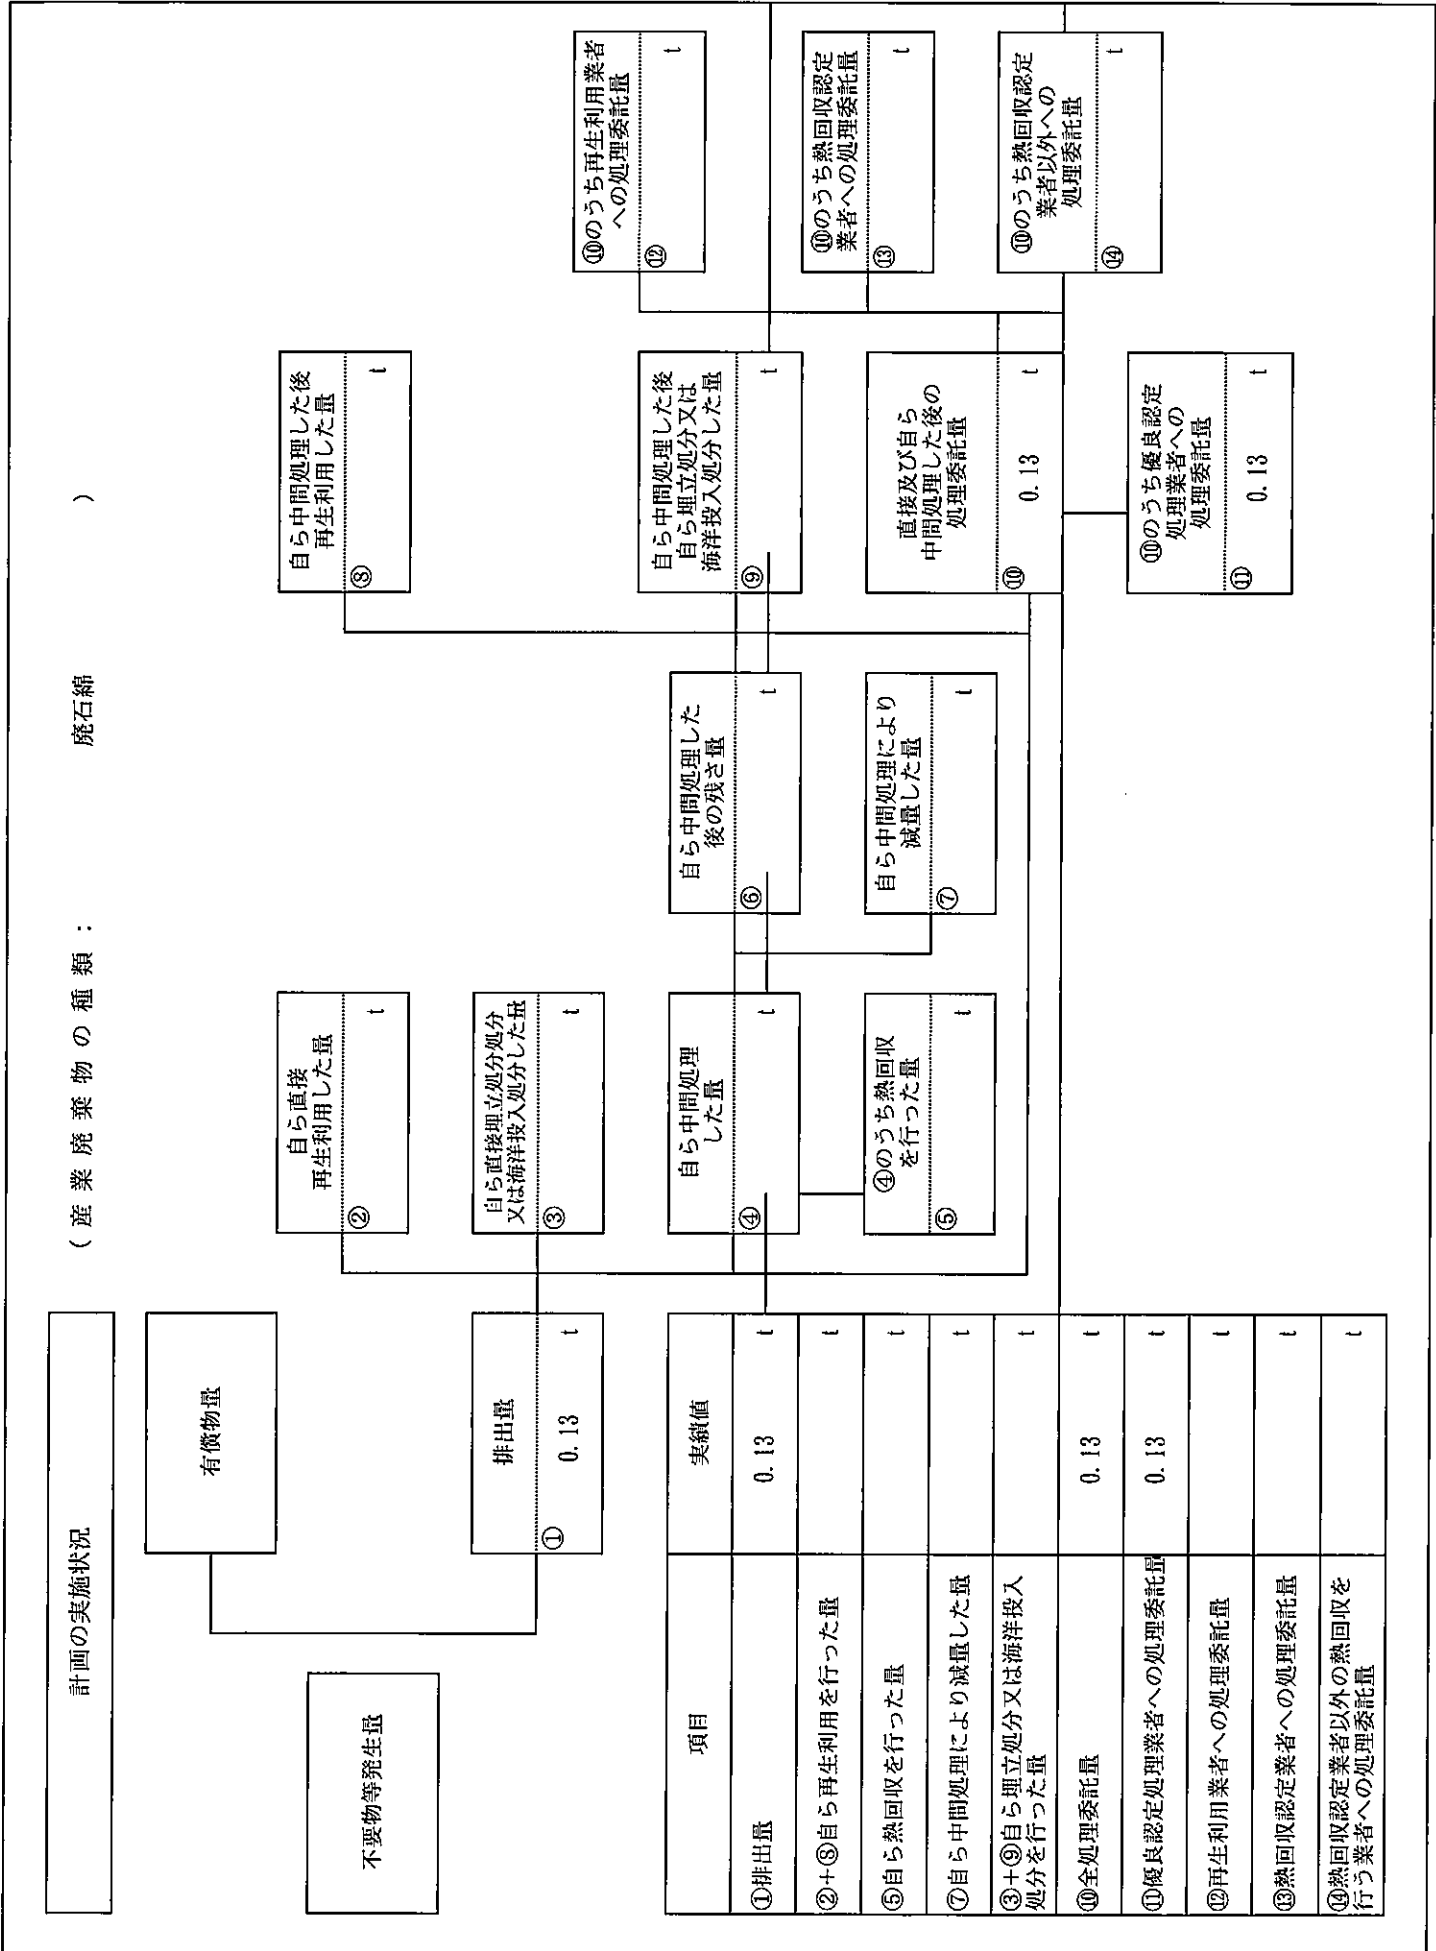 計画の実施状況
(産業廃棄物の種類： 廃石綿 )
不要物等発生量
有償物量
排出量
① 0.13 t
自ら直接
再生利用した量
② t
自ら直接埋立処分処分
又は海洋投入処分した量
③ t
自ら中間処理
した量
④ t
④のうち熱回収
を行った量
⑤ t
自ら中間処理した
後の残さ量
⑥ t
自ら中間処理により
減量した量
⑦ t
自ら中間処理した後
再生利用した量
⑧ t
自ら中間処理した後
自ら埋立処分又は
海洋投入処分した量
⑨ t
直接及び自ら
中間処理した後の
処理委託量
⑩ 0.13 t
⑩のうち優良認定
処理業者への
処理委託量
⑪ 0.13 t
⑩のうち再生利用業者
への処理委託量
⑫ t
⑩のうち熱回収認定
業者への処理委託量
⑬ t
⑩のうち熱回収認定
業者以外への
処理委託量
⑭ t
項目 実績値
①排出量 0.13 t
②+⑧自ら再生利用を行った量 t
⑤自ら熱回収を行った量 t
⑦自ら中間処理により減量した量 t
③+⑨自ら埋立処分又は海洋投入
処分を行った量 t
⑩全処理委託量 0.13 t
⑪優良認定処理業者への処理委託量 0.13 t
⑫再生利用業者への処理委託量 t
⑬熱回収認定業者への処理委託量 t
⑭熱回収認定業者以外の熱回収を
行う業者への処理委託量 t